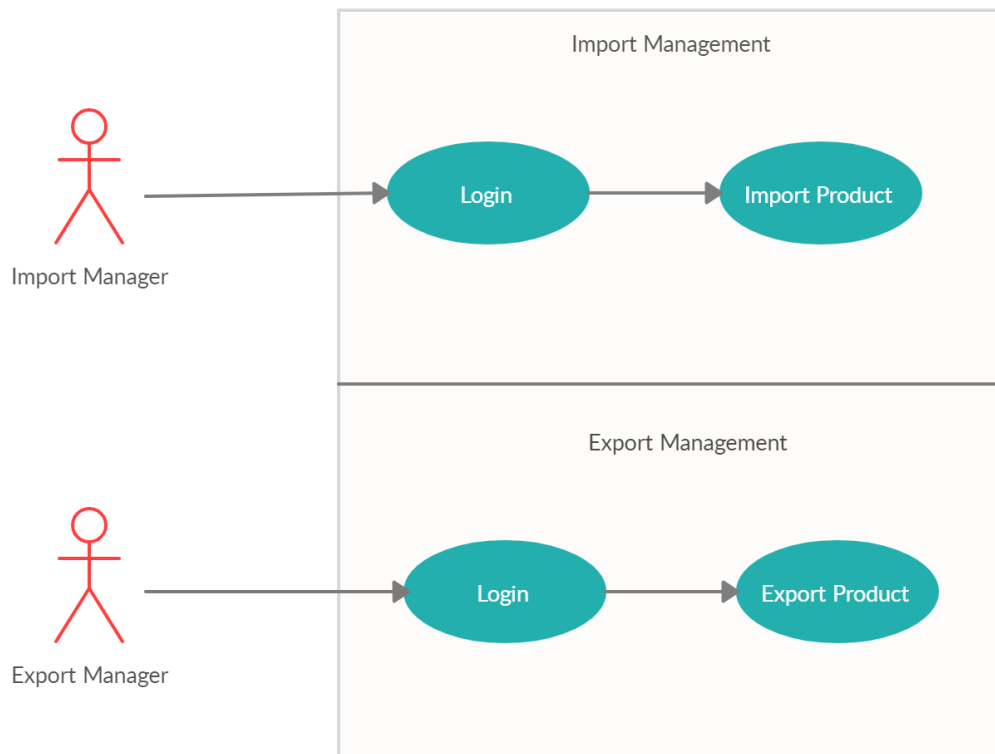 Import Management
Login
Import Product
Import Manager
Export Management
Login
Export Product
Export Manager